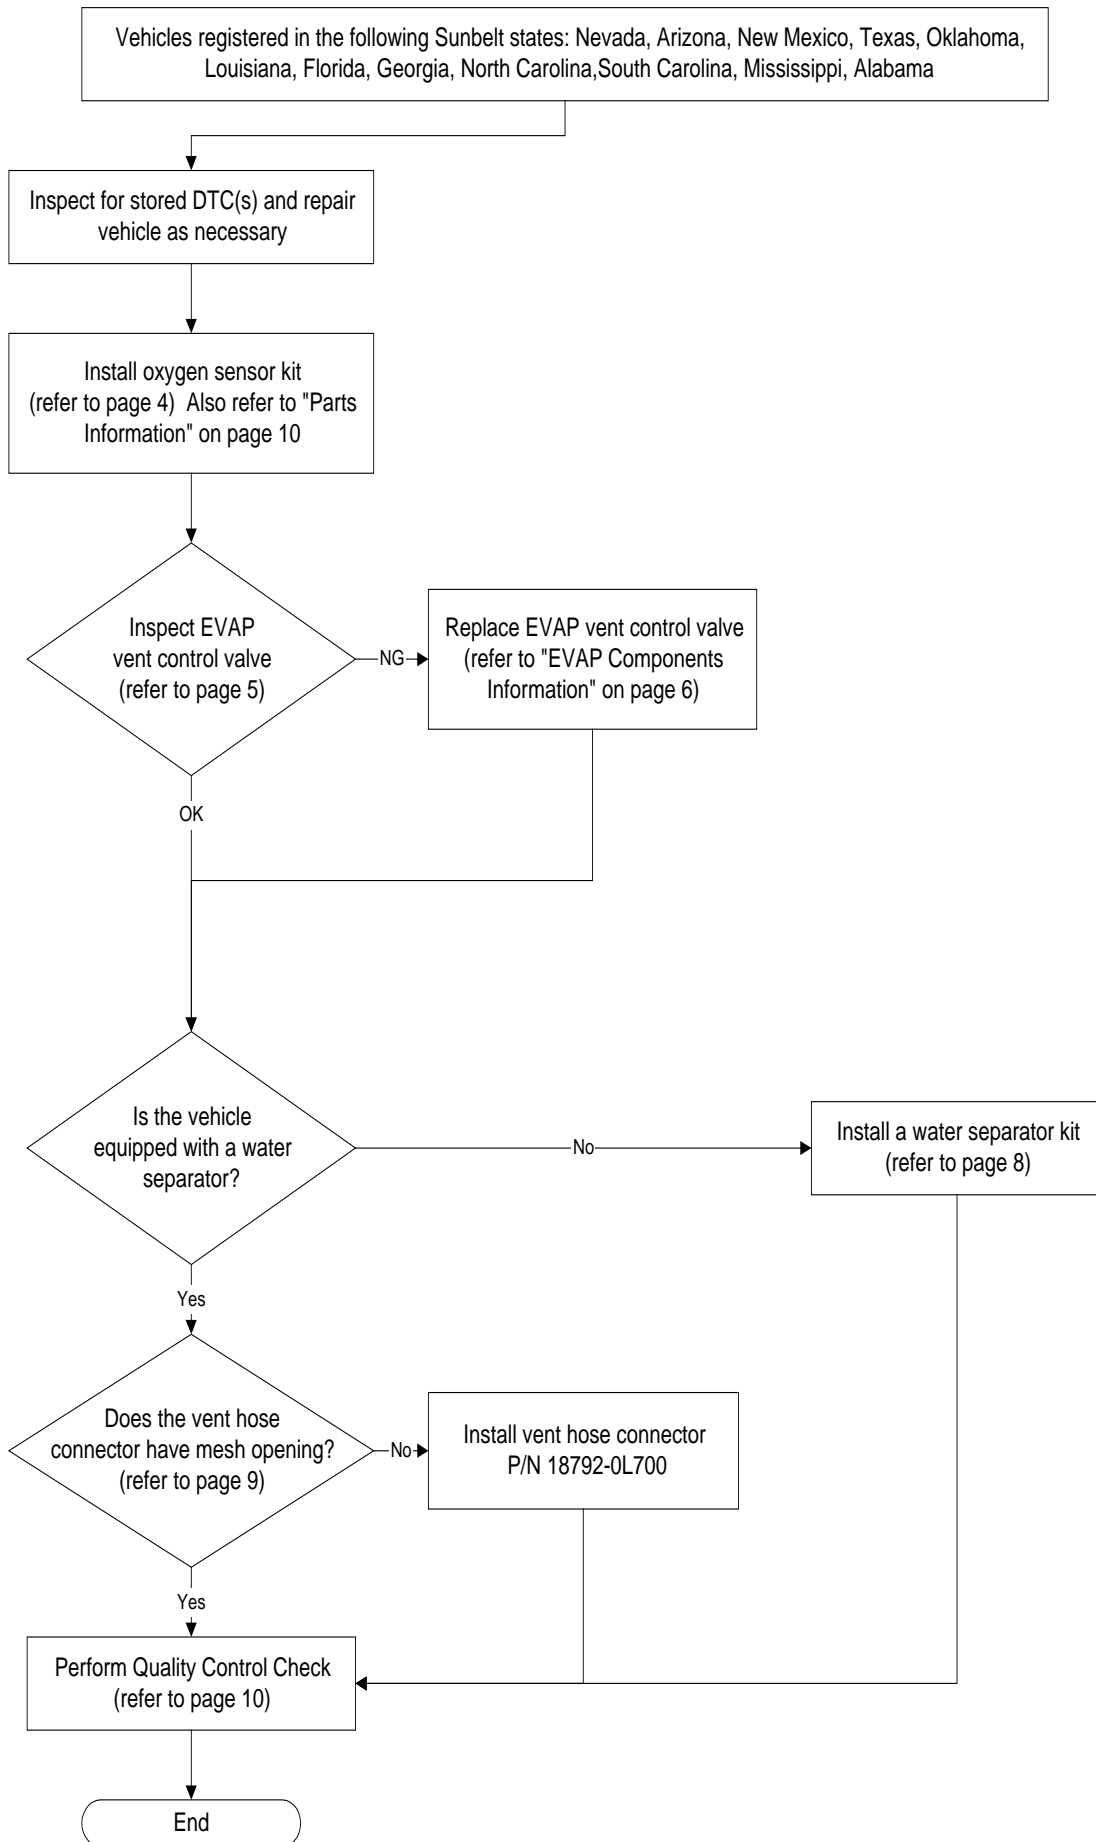 Vehicles registered in the following Sunbelt states: Nevada, Arizona, New Mexico, Texas, Oklahoma,
Louisiana, Florida, Georgia, North Carolina,South Carolina, Mississippi, Alabama
Inspect for stored DTC(s) and repair
vehicle as necessary
Install oxygen sensor kit
(refer to page 4)  Also refer to "Parts
Information" on page 10
Inspect EVAP
vent control valve
(refer to page 5)
NG
Replace EVAP vent control valve
(refer to "EVAP Components
Information" on page 6)
OK
Is the vehicle
equipped with a water
separator?
No
Install a water separator kit
(refer to page 8)
Yes
Does the vent hose
connector have mesh opening?
(refer to page 9)
No
Install vent hose connector
P/N 18792-0L700
Yes
Perform Quality Control Check
(refer to page 10)
End